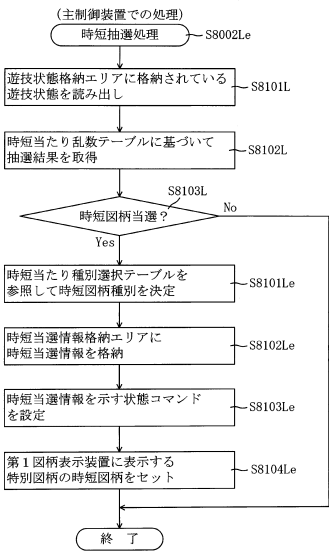 (主制御装置での処理)
時短抽選処理
S8002Le
遊技状態格納エリアに格納されている
遊技状態を読み出し
S8101L
時短当たり乱数テーブルに基づいて
抽選結果を取得
S8102L
S8103L
時短図柄当選？
No
Yes
時短当たり種別選択テーブルを
参照して時短図柄種別を決定
S8101Le
時短当選情報格納エリアに
時短当選情報を格納
S8102Le
時短当選情報を示す状態コマンド
を設定
S8103Le
第１図柄表示装置に表示する
特別図柄の時短図柄をセット
S8104Le
終 了